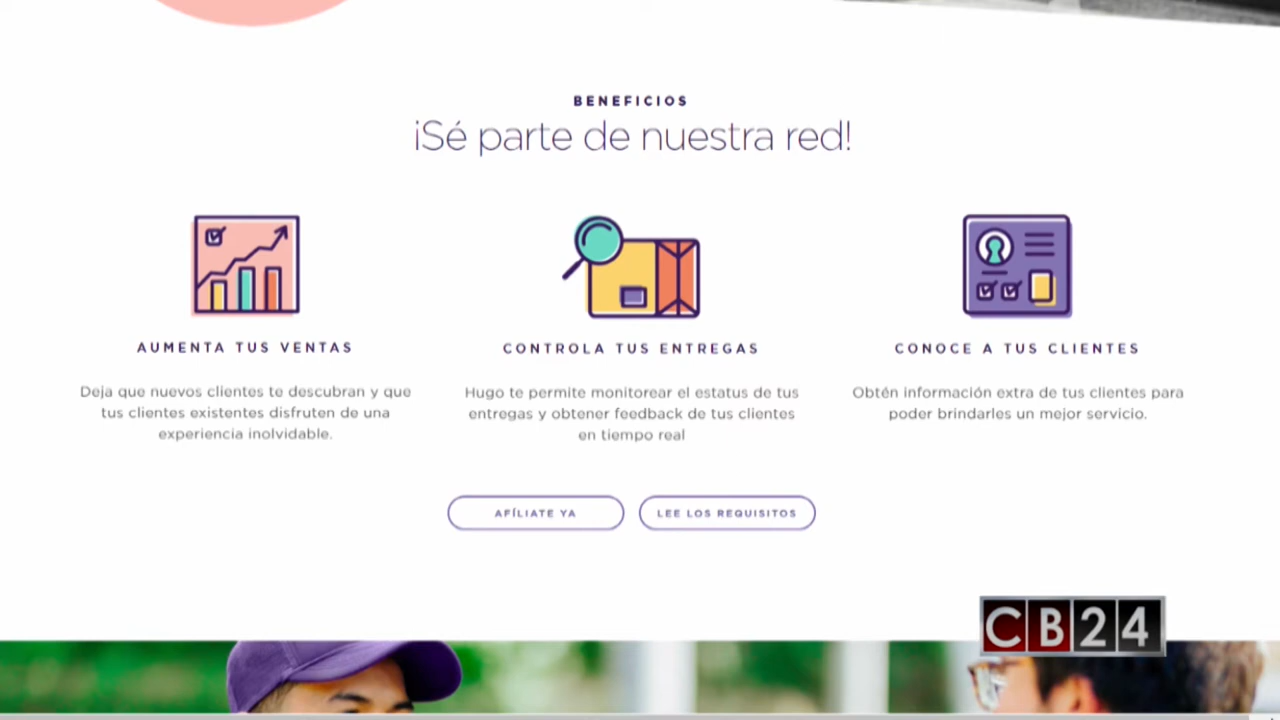 BENEFICIOS
¡Sé parte de nuestra red!
AUMENTA TUS VENTAS
Deja que nuevos clientes te descubran y que
tus clientes existentes disfruten de una
experiencia inolvidable.
CONTROLA TUS ENTREGAS
Hugo te permite monitorear el estatus de tus
entregas y obtener feedback de tus clientes
en tiempo real
CONOCE A TUS CLIENTES
Obtén información extra de tus clientes para
poder brindarles un mejor servicio.
AFÍLIATE YA
LEE LOS REQUISITOS
CB24